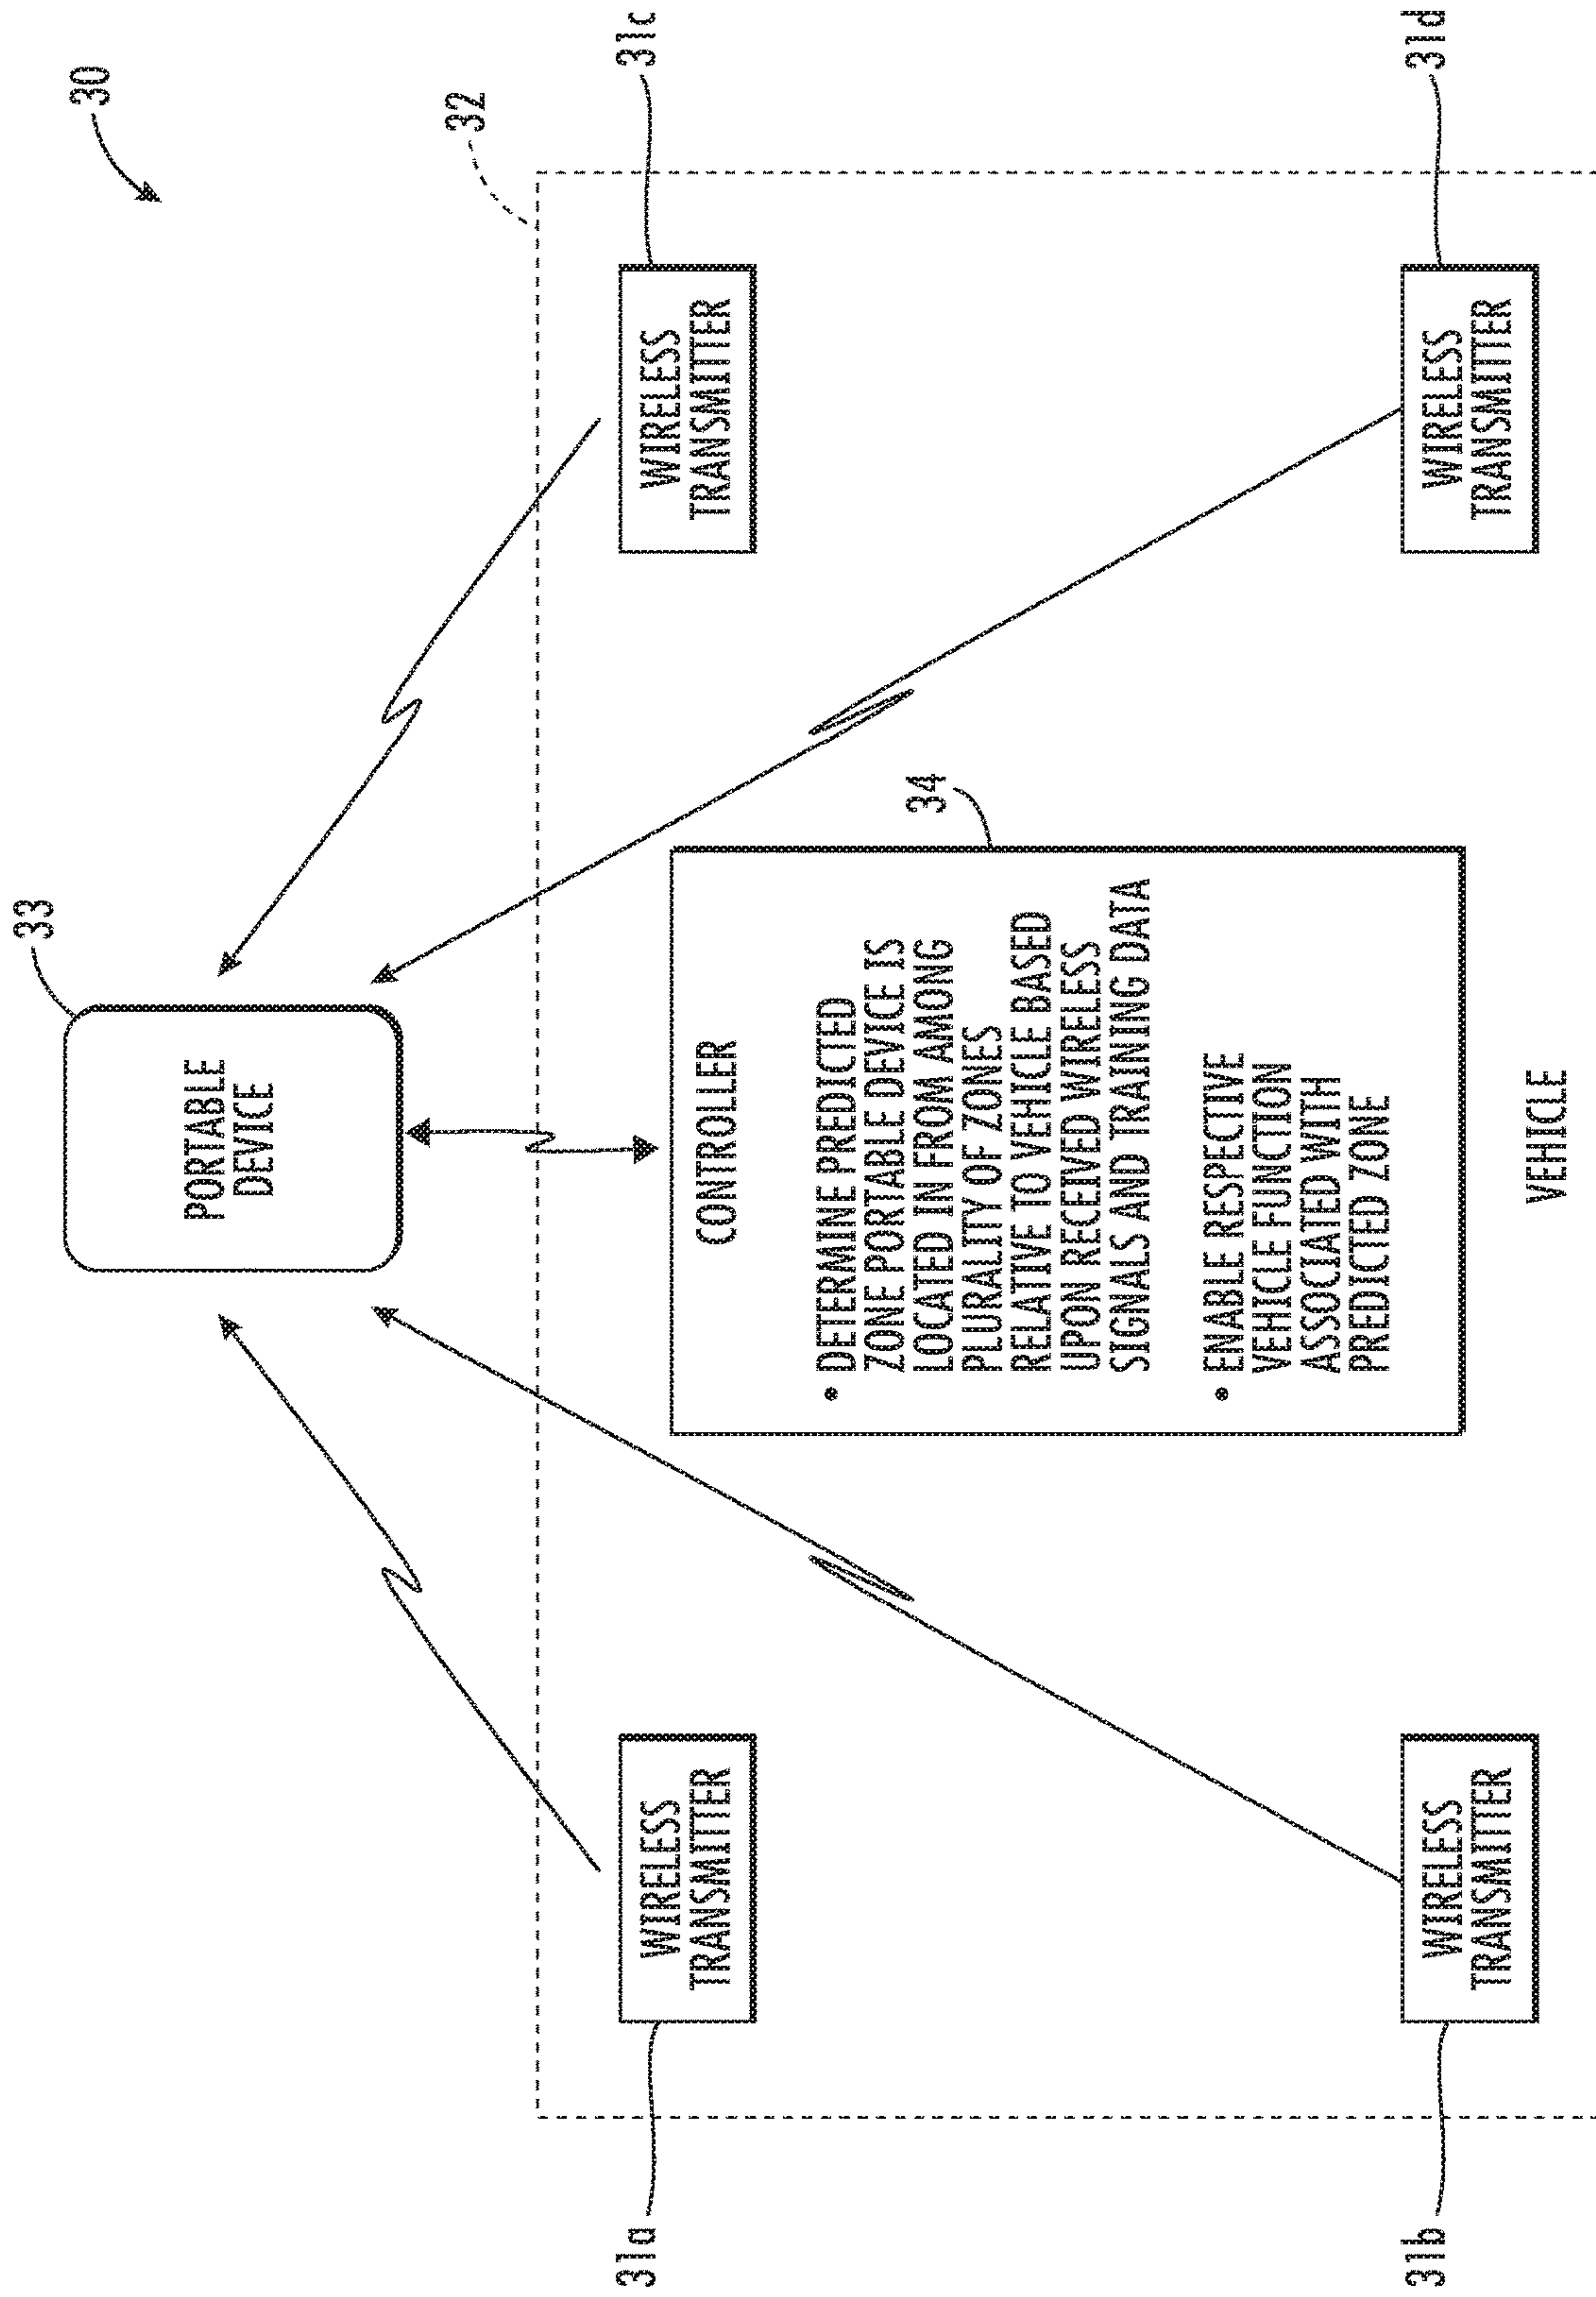 30
33
PORTABLE
DEVICE
32
31a
WIRELESS
TRANSMITTER
31c
WIRELESS
TRANSMITTER
34
CONTROLLER
• DETERMINE PREDICTED
ZONE PORTABLE DEVICE IS
LOCATED IN FROM AMONG
PLURALITY OF ZONES
RELATIVE TO VEHICLE BASED
UPON RECEIVED WIRELESS
SIGNALS AND TRAINING DATA
• ENABLE RESPECTIVE
VEHICLE FUNCTION
ASSOCIATED WITH
PREDICTED ZONE
31b
WIRELESS
TRANSMITTER
31d
WIRELESS
TRANSMITTER
VEHICLE